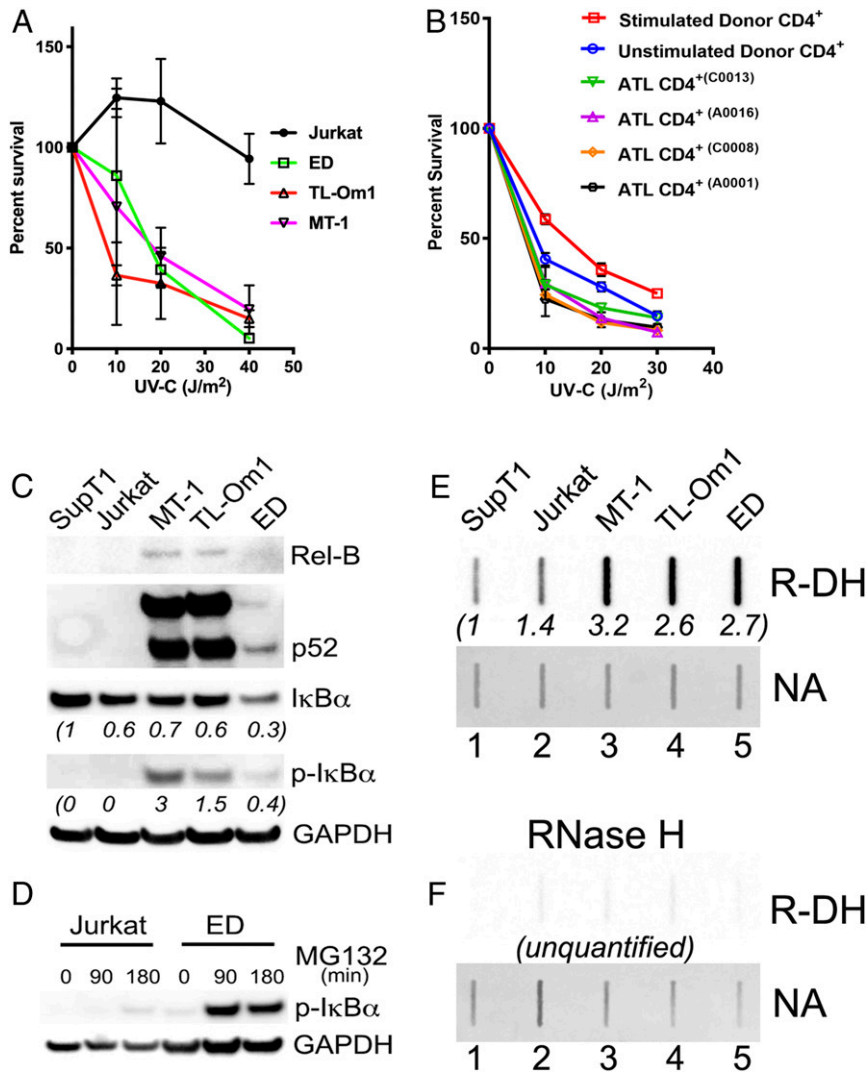 A
150
100
50
0
Percent survival
0 10 20 30 40 50
UV-C (J/m²)
Jurkat
ED
TL-Om1
MT-1
B
150
100
50
0
Percent survival
0 10 20 30 40
UV-C (J/m²)
Stimulated Donor CD4⁺
Unstimulated Donor CD4⁺
ATL CD4⁺⁽C0013⁾
ATL CD4⁺ ⁽A0016⁾
ATL CD4⁺ ⁽C0008⁾
ATL CD4⁺ ⁽A0001⁾
C
SupT1 Jurkat MT-1 TL-Om1 ED
Rel-B
p52
IκBα
(1 0.6 0.7 0.6 0.3)
p-IκBα
(0 0 3 1.5 0.4)
GAPDH
D
Jurkat ED
0 90 180 0 90 180 MG132 (min)
p-IκBα
GAPDH
E
SupT1 Jurkat MT-1 TL-Om1 ED
R-DH
(1 1.4 3.2 2.6 2.7)
NA
1 2 3 4 5
RNase H
F
R-DH
(unquantified)
NA
1 2 3 4 5